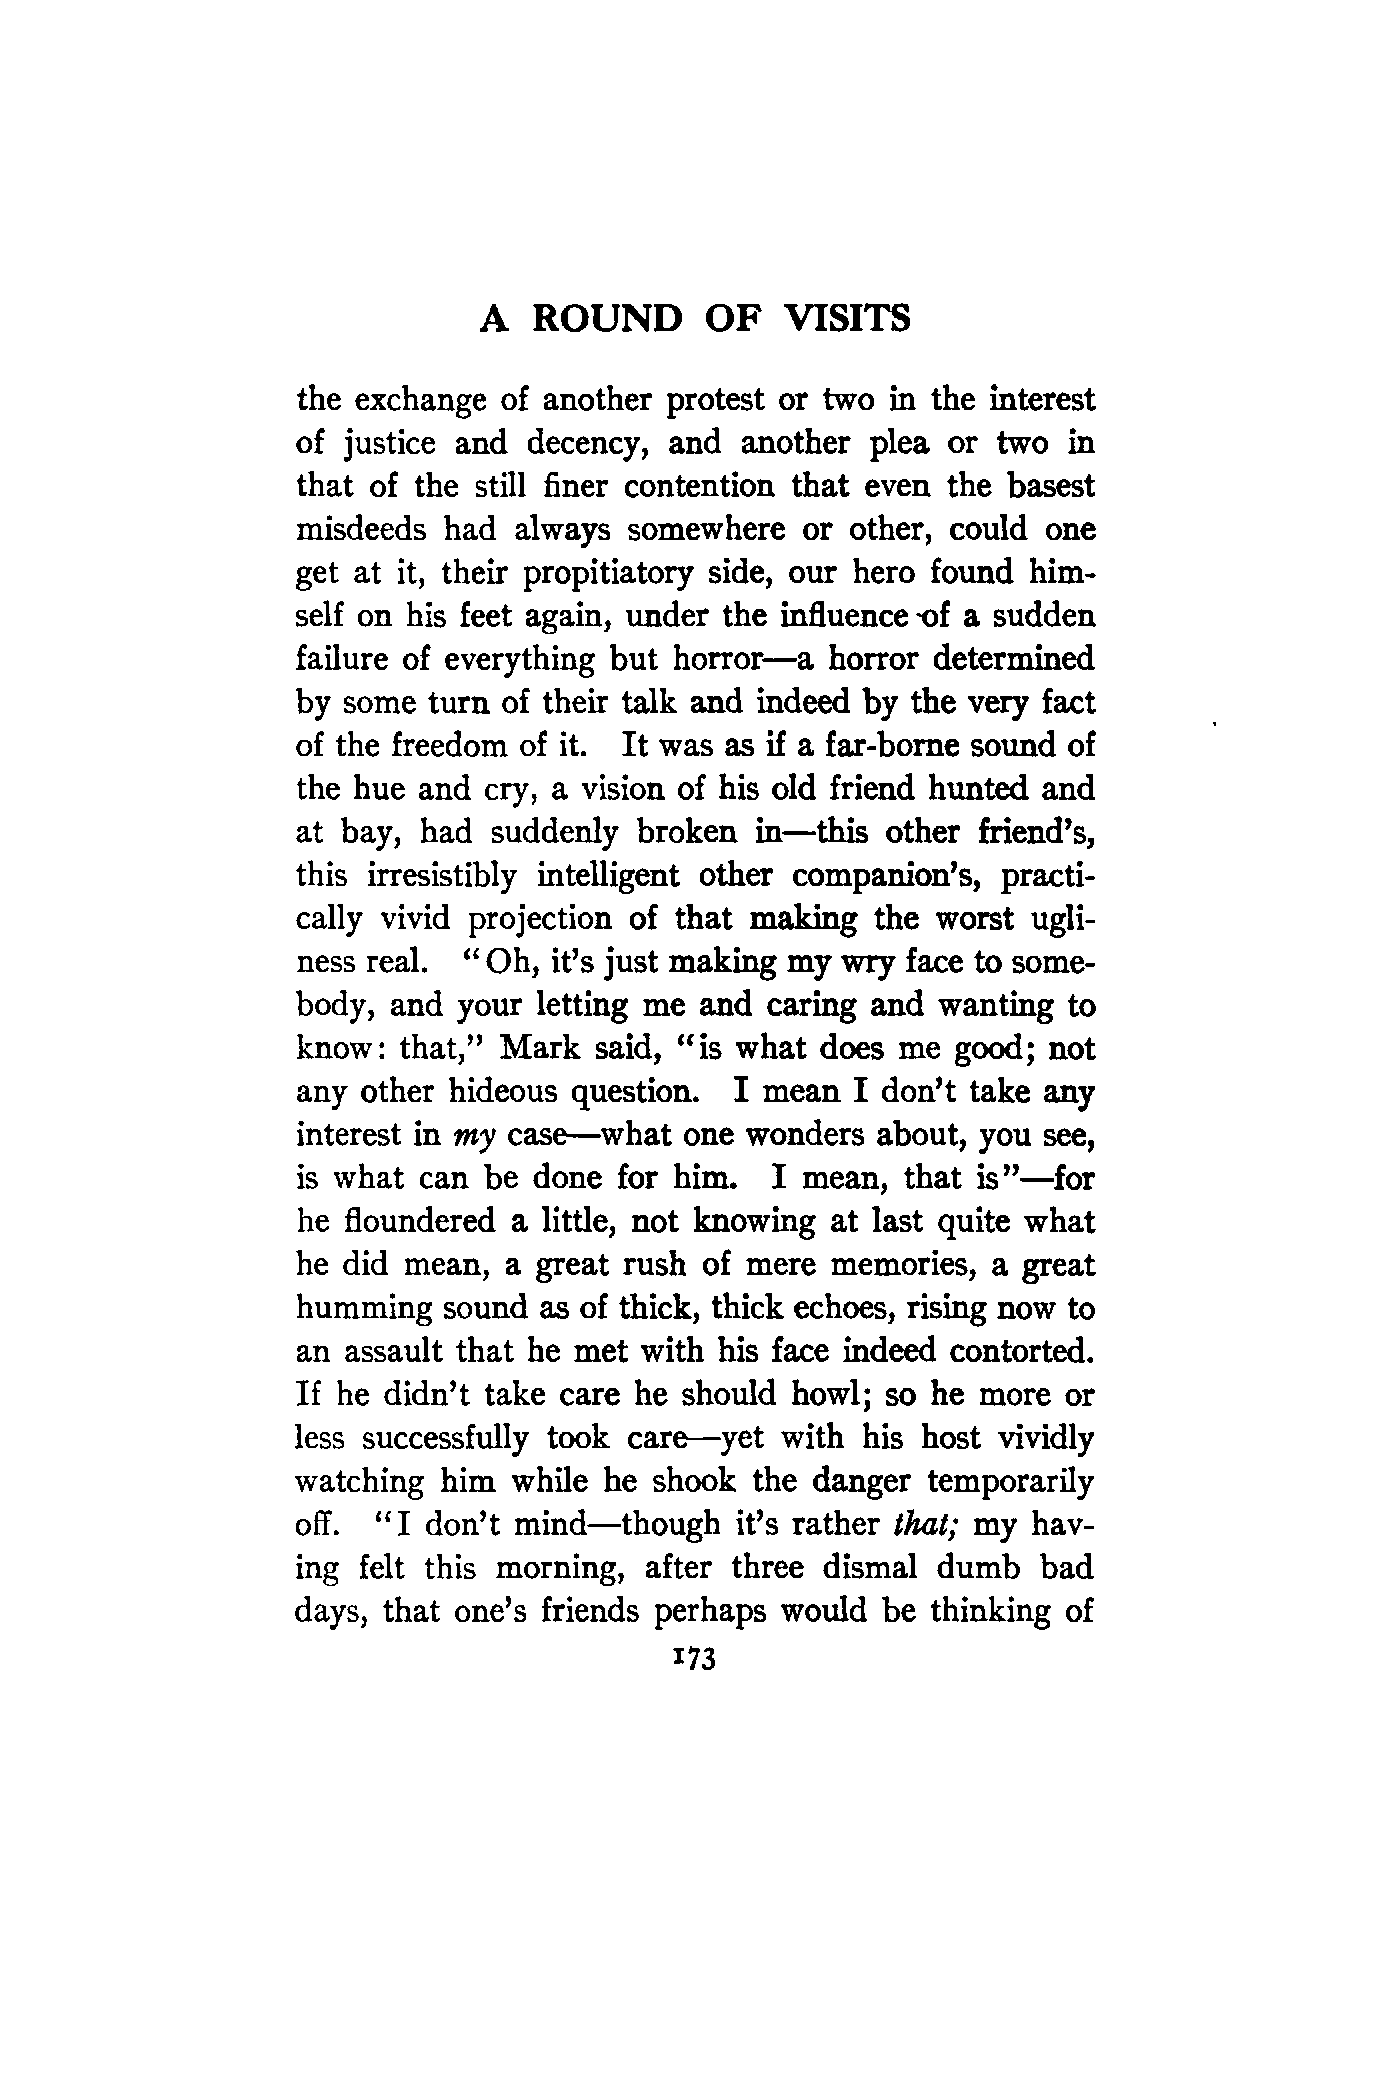 A ROUND OF VISITS
the exchange of another protest or two in the interest
of justice and decency, and another plea or two in
that of the still finer contention that even the basest
misdeeds had always somewhere or other, could one
get at it, their propitiatory side, our hero found him-
self on his feet again, under the influence of a sudden
failure of everything but horror—a horror determined
by some turn of their talk and indeed by the very fact
of the freedom of it. It was as if a far-borne sound of
the hue and cry, a vision of his old friend hunted and
at bay, had suddenly broken in—this other friend's,
this irresistibly intelligent other companion's, practi-
cally vivid projection of that making the worst ugli-
ness real. "Oh, it's just making my wry face to some-
body, and your letting me and caring and wanting to
know: that," Mark said, "is what does me good; not
any other hideous question. I mean I don't take any
interest in my case—what one wonders about, you see,
is what can be done for him. I mean, that is"—for
he floundered a little, not knowing at last quite what
he did mean, a great rush of mere memories, a great
humming sound as of thick, thick echoes, rising now to
an assault that he met with his face indeed contorted.
If he didn't take care he should howl; so he more or
less successfully took care—yet with his host vividly
watching him while he shook the danger temporarily
off. "I don't mind—though it's rather that; my hav-
ing felt this morning, after three dismal dumb bad
days, that one's friends perhaps would be thinking of
173